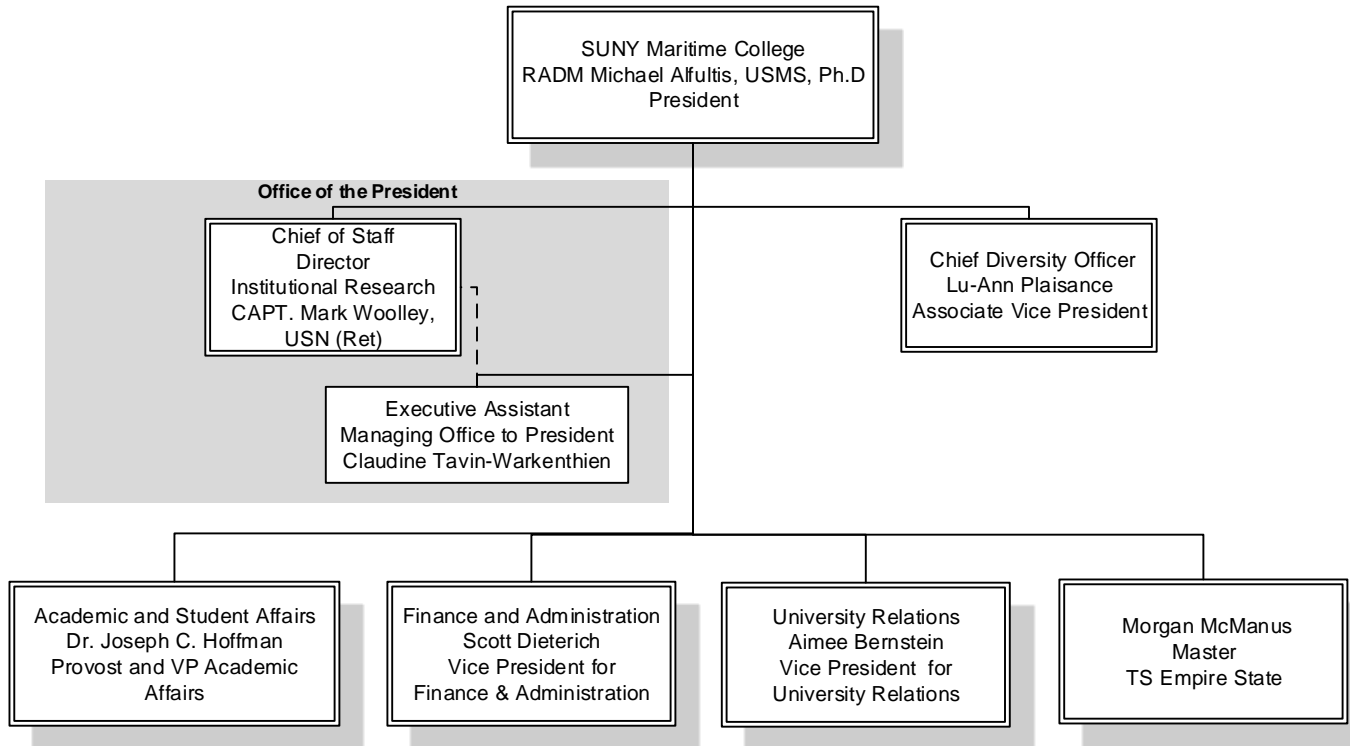 SUNY Maritime College
RADM Michael Alfultis, USMS, Ph.D
President
Office of the President
Chief of Staff
Director
Institutional Research
CAPT. Mark Woolley,
USN (Ret)
Chief Diversity Officer
Lu-Ann Plaisance
Associate Vice President
Executive Assistant
Managing Office to President
Claudine Tavin-Warkenthien
Academic and Student Affairs
Dr. Joseph C. Hoffman
Provost and VP Academic
Affairs
Finance and Administration
Scott Dieterich
Vice President for
Finance & Administration
University Relations
Aimee Bernstein
Vice President for
University Relations
Morgan McManus
Master
TS Empire State